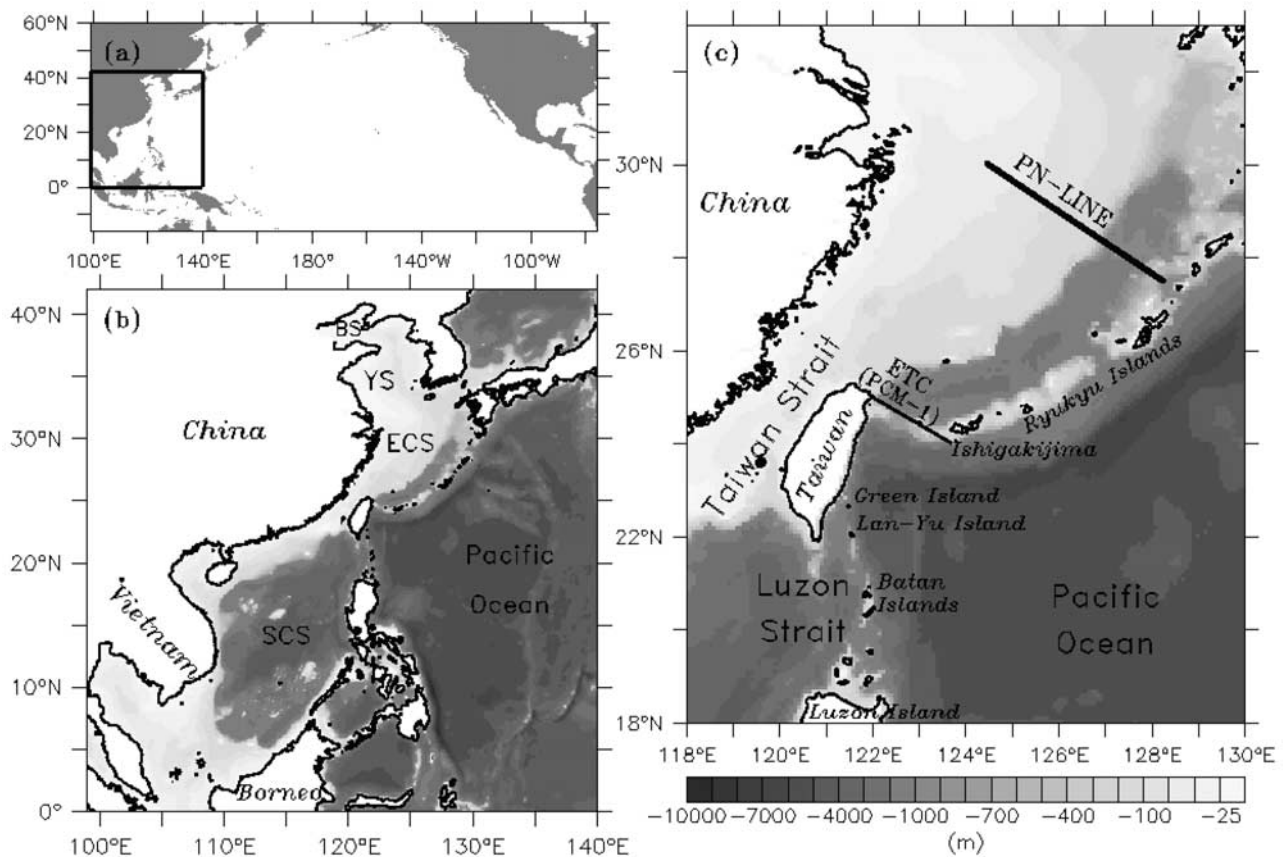 (a)
60°N
40°N
20°N
0°
100°E
140°E
180°
140°W
100°W
(b)
40°N
30°N
20°N
10°N
0°
BS
YS
ECS
China
Pacific
Ocean
Vietnam
SCS
Borneo
100°E
110°E
120°E
130°E
140°E
(c)
30°N
26°N
22°N
18°N
China
PN-LINE
Taiwan Strait
ETC
(PCM-1)
Ryukyu Islands
Ishigakijima
Taiwan
Green Island
Lan-Yu Island
Luzon
Strait
Batan
Islands
Pacific
Ocean
Luzon Island
118°E
120°E
122°E
124°E
126°E
128°E
130°E
-10000
-7000
-4000
-1000
-700
-400
-100
-25
(m)